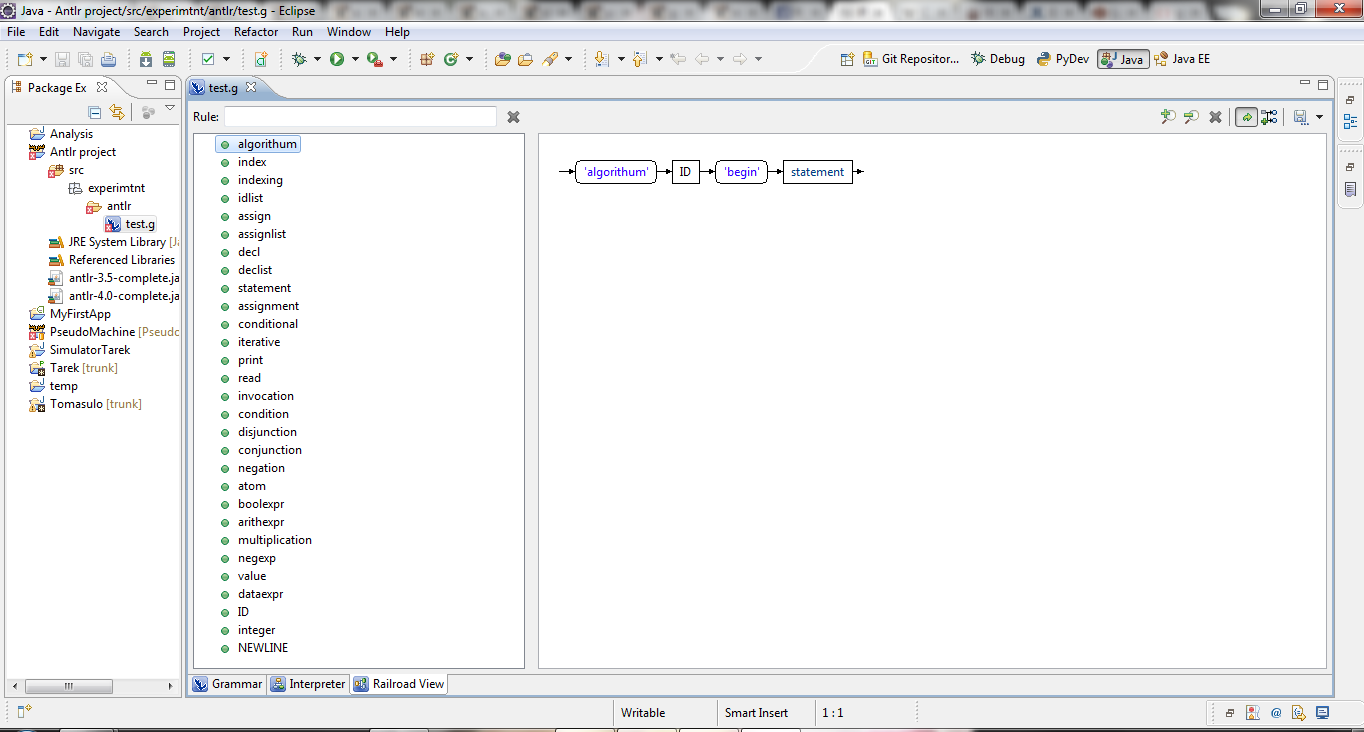 Java - Antlr project/src/experimtnt/antlr/test.g - Eclipse
File Edit Navigate Search Project Refactor Run Window Help
Git Repositor... Debug PyDev Java Java EE
Package Ex
test.g
Rule:
Analysis
Antlr project
src
experimtnt
antlr
test.g
JRE System Library [Ja
Referenced Libraries
antlr-3.5-complete.ja
antlr-4.0-complete.ja
MyFirstApp
PseudoMachine [Pseudo
SimulatorTarek
Tarek [trunk]
temp
Tomasulo [trunk]
algorithum
index
indexing
idlist
assign
assignlist
decl
declist
statement
assignment
conditional
iterative
print
read
invocation
condition
disjunction
conjunction
negation
atom
boolexpr
arithexpr
multiplication
negexp
value
dataexpr
ID
integer
NEWLINE
'algorithum' ID 'begin' statement
Grammar Interpreter Railroad View
Writable Smart Insert 1 : 1